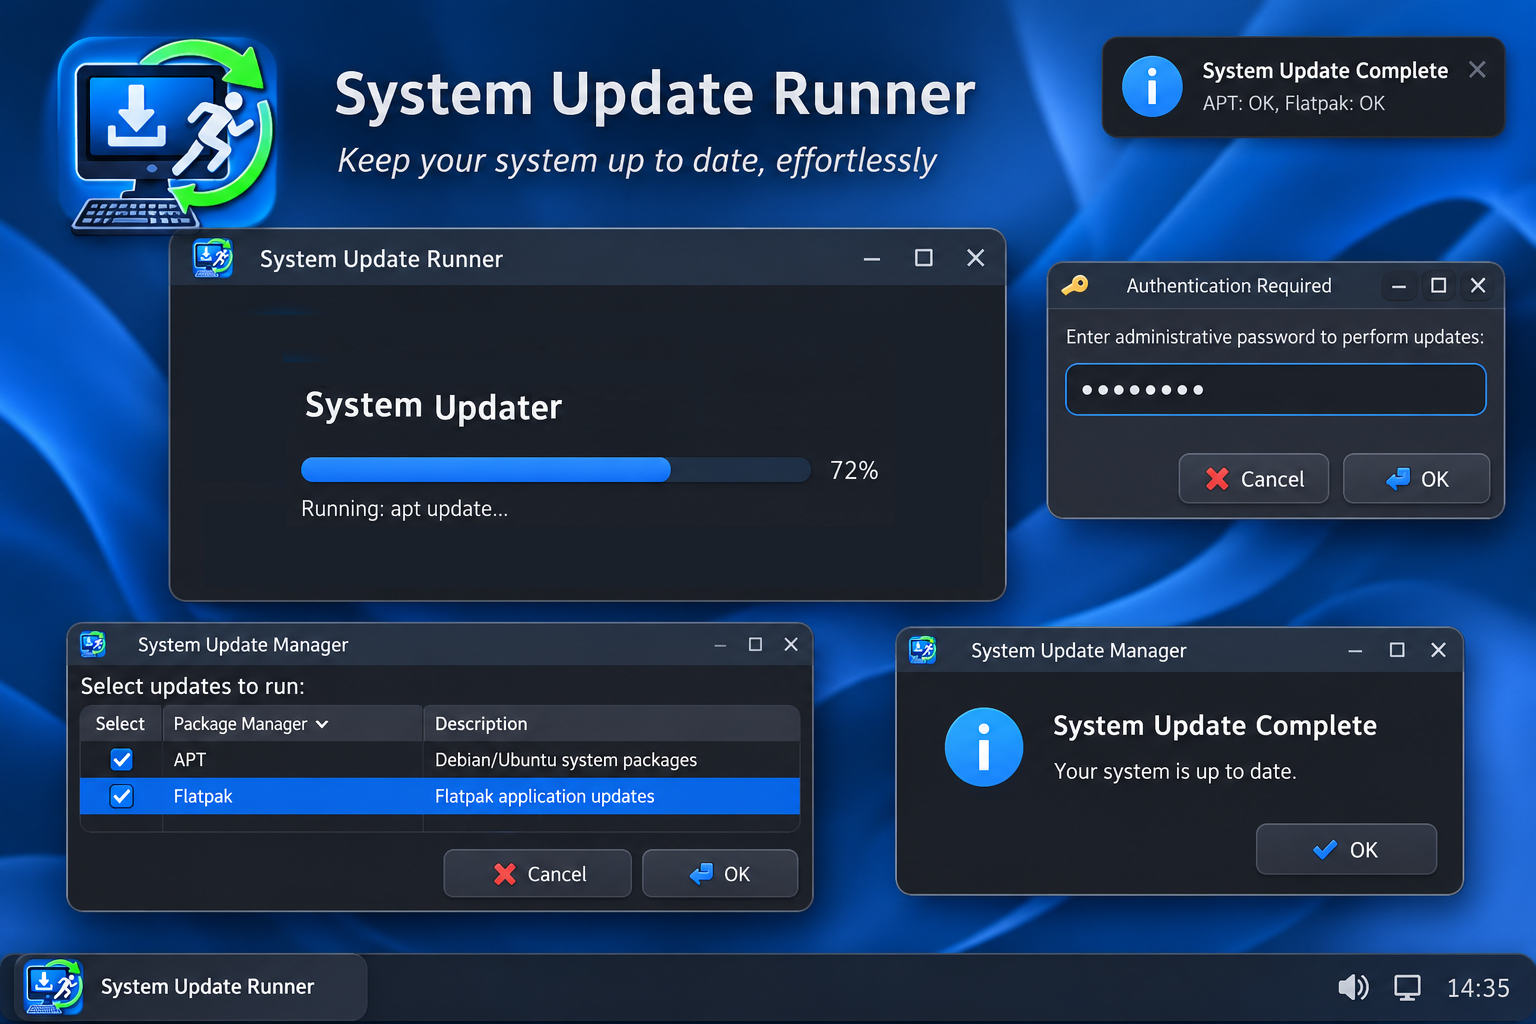 System Update Runner
Keep your system up to date, effortlessly
System Update Complete
APT: OK, Flatpak: OK
System Update Runner
System Updater
72%
Running: apt update...
Authentication Required
Enter administrative password to perform updates:
Cancel
OK
System Update Manager
Select updates to run:
Select Package Manager Description
APT Debian/Ubuntu system packages
Flatpak Flatpak application updates
Cancel
OK
System Update Manager
System Update Complete
Your system is up to date.
OK
System Update Runner
14:35